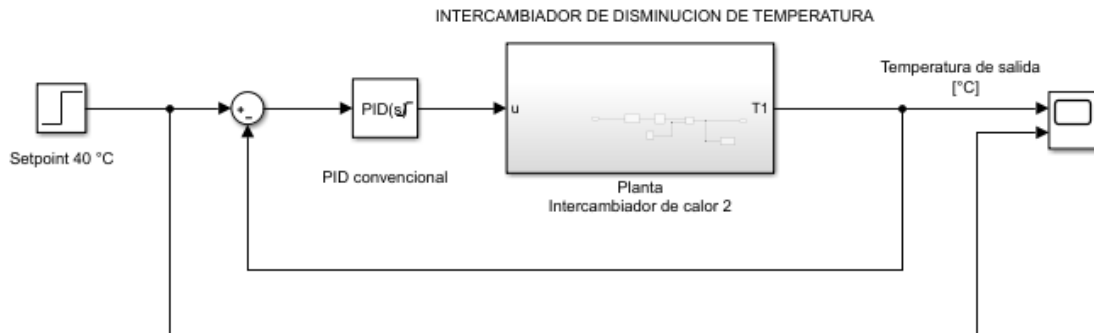 INTERCAMBIADOR DE DISMINUCION DE TEMPERATURA
Temperatura de salida
[°C]
PID(s)
u
T1
+
-
Setpoint 40 °C
PID convencional
Planta
Intercambiador de calor 2